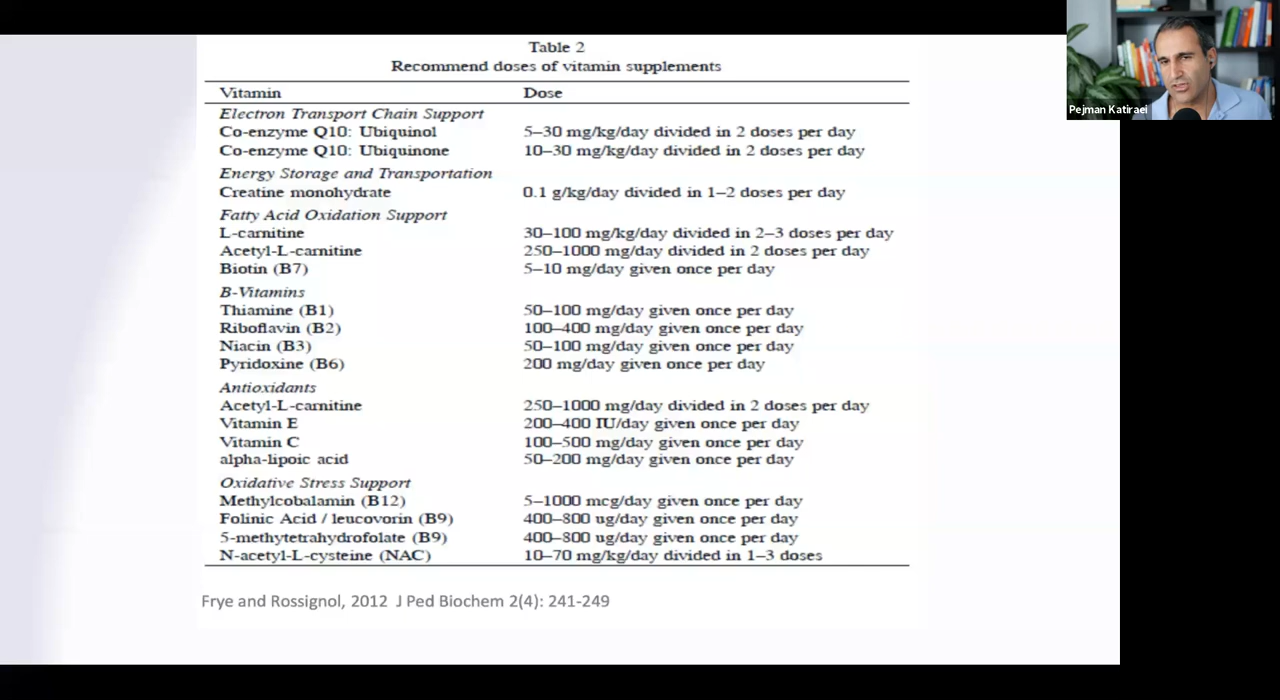 Table 2
Recommend doses of vitamin supplements
Vitamin Dose
Electron Transport Chain Support
Co-enzyme Q10: Ubiquinol 5–30 mg/kg/day divided in 2 doses per day
Co-enzyme Q10: Ubiquinone 10–30 mg/kg/day divided in 2 doses per day
Energy Storage and Transportation
Creatine monohydrate 0.1 g/kg/day divided in 1–2 doses per day
Fatty Acid Oxidation Support
L-carnitine 30–100 mg/kg/day divided in 2–3 doses per day
Acetyl-L-carnitine 250–1000 mg/day divided in 2 doses per day
Biotin (B7) 5–10 mg/day given once per day
B-Vitamins
Thiamine (B1) 50–100 mg/day given once per day
Riboflavin (B2) 100–400 mg/day given once per day
Niacin (B3) 50–100 mg/day given once per day
Pyridoxine (B6) 200 mg/day given once per day
Antioxidants
Acetyl-L-carnitine 250–1000 mg/day divided in 2 doses per day
Vitamin E 200–400 IU/day given once per day
Vitamin C 100–500 mg/day given once per day
alpha-lipoic acid 50–200 mg/day given once per day
Oxidative Stress Support
Methylcobalamin (B12) 5–1000 mcg/day given once per day
Folinic Acid / leucovorin (B9) 400–800 ug/day given once per day
5-methytetrahydrofolate (B9) 400–800 ug/day given once per day
N-acetyl-L-cysteine (NAC) 10–70 mg/kg/day divided in 1–3 doses
Frye and Rossignol, 2012 J Ped Biochem 2(4): 241-249
Pejman Katiraei